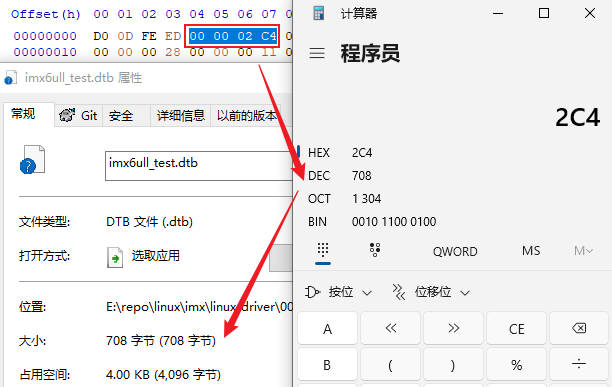 Offset(h) 00 01 02 03 04 05 06 07
00000000 D0 0D FE ED 00 00 02 C4
00000010 00 00 00 28 00 00 00 11
imx6ull_test.dtb 属性
常规 Git 安全 详细信息 以前的版本
imx6ull_test.dtb
文件类型: DTB 文件 (.dtb)
打开方式: 选取应用
位置: E:\repo\linux\imx\linux_driver\00
大小: 708 字节 (708 字节)
占用空间: 4.00 KB (4,096 字节)
计算器
程序员
2C4
HEX 2C4
DEC 708
OCT 1 304
BIN 0010 1100 0100
QWORD MS M
按位 位移位
A << >> CE
B ( ) % ÷